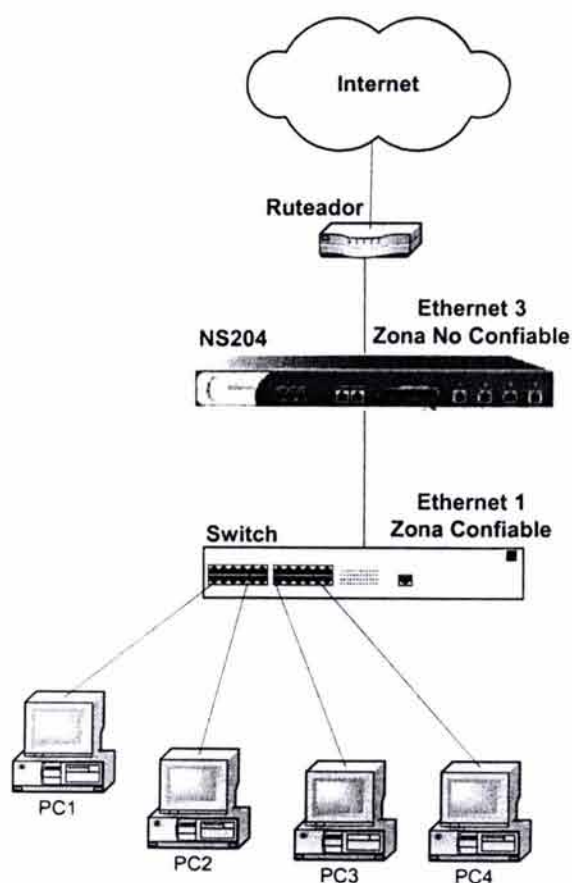 Internet
Ruteador
Ethernet 3
NS204
Zona No Confiable
Ethernet 1
Switch
Zona Confiable
PC1
PC2
PC3
PC4